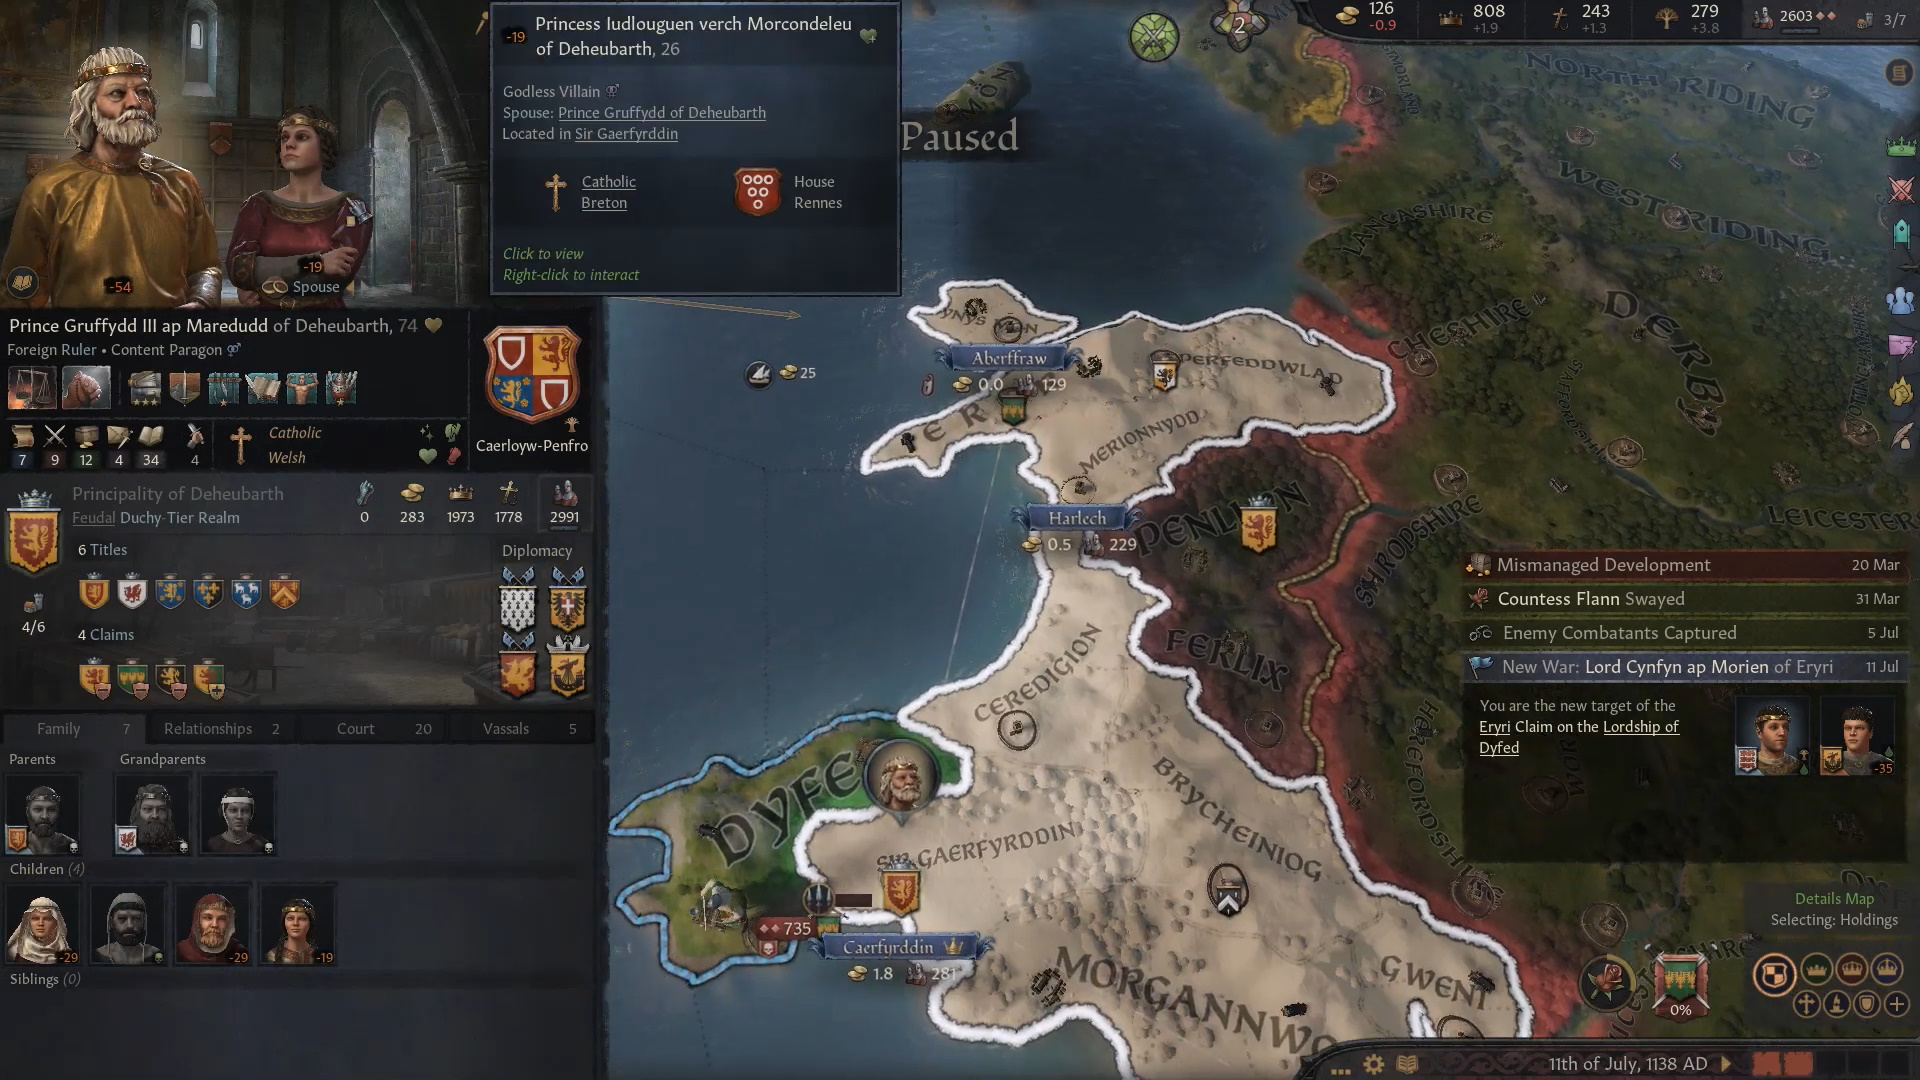 -19
Princess Iudlouguen verch Morcondeleu
of Deheubarth, 26
Godless Villain
Spouse: Prince Gruffydd of Deheubarth
Located in Sir Gaerfyrddin
Catholic
Breton
House
Rennes
Click to view
Right-click to interact
-54
-19
Spouse
Prince Gruffydd III ap Maredudd of Deheubarth, 74
Foreign Ruler • Content Paragon
7 9 12 4 34 4
Catholic
Welsh
Caerloyw-Penfro
Principality of Deheubarth
Feudal Duchy-Tier Realm
0 283 1973 1778 2991
6 Titles
4/6
4 Claims
Diplomacy
Family 7 Relationships 2 Court 20 Vassals 5
Parents Grandparents
Children (4)
-29 -29 -19
Siblings (0)
Paused
2
126
-0.9
808
+1.9
243
+1.3
279
+3.8
2603
3/7
MÔN
NORTH RIDING
WEST RIDING
LANCASHIRE
CHESHIRE
DERBY
SHROPSHIRE
LEICESTER
YNYS MÔN
Aberffraw
0.0 129
25
PERFEDDWLAD
MERIONNYDD
Harlech
0.5 229
PENLLYN
FERLIX
CEREDIGION
BRYCHEINIOG
DYFE
SIR GAERFYRDDIN
735
Caerfyrddin
1.8 281
MORGANNW
GWENT
Mismanaged Development 20 Mar
Countess Flann Swayed 31 Mar
Enemy Combatants Captured 5 Jul
New War: Lord Cynfyn ap Morien of Eryri 11 Jul
You are the new target of the
Eryri Claim on the Lordship of
Dyfed
-35
Details Map
Selecting: Holdings
0%
11th of July, 1138 AD